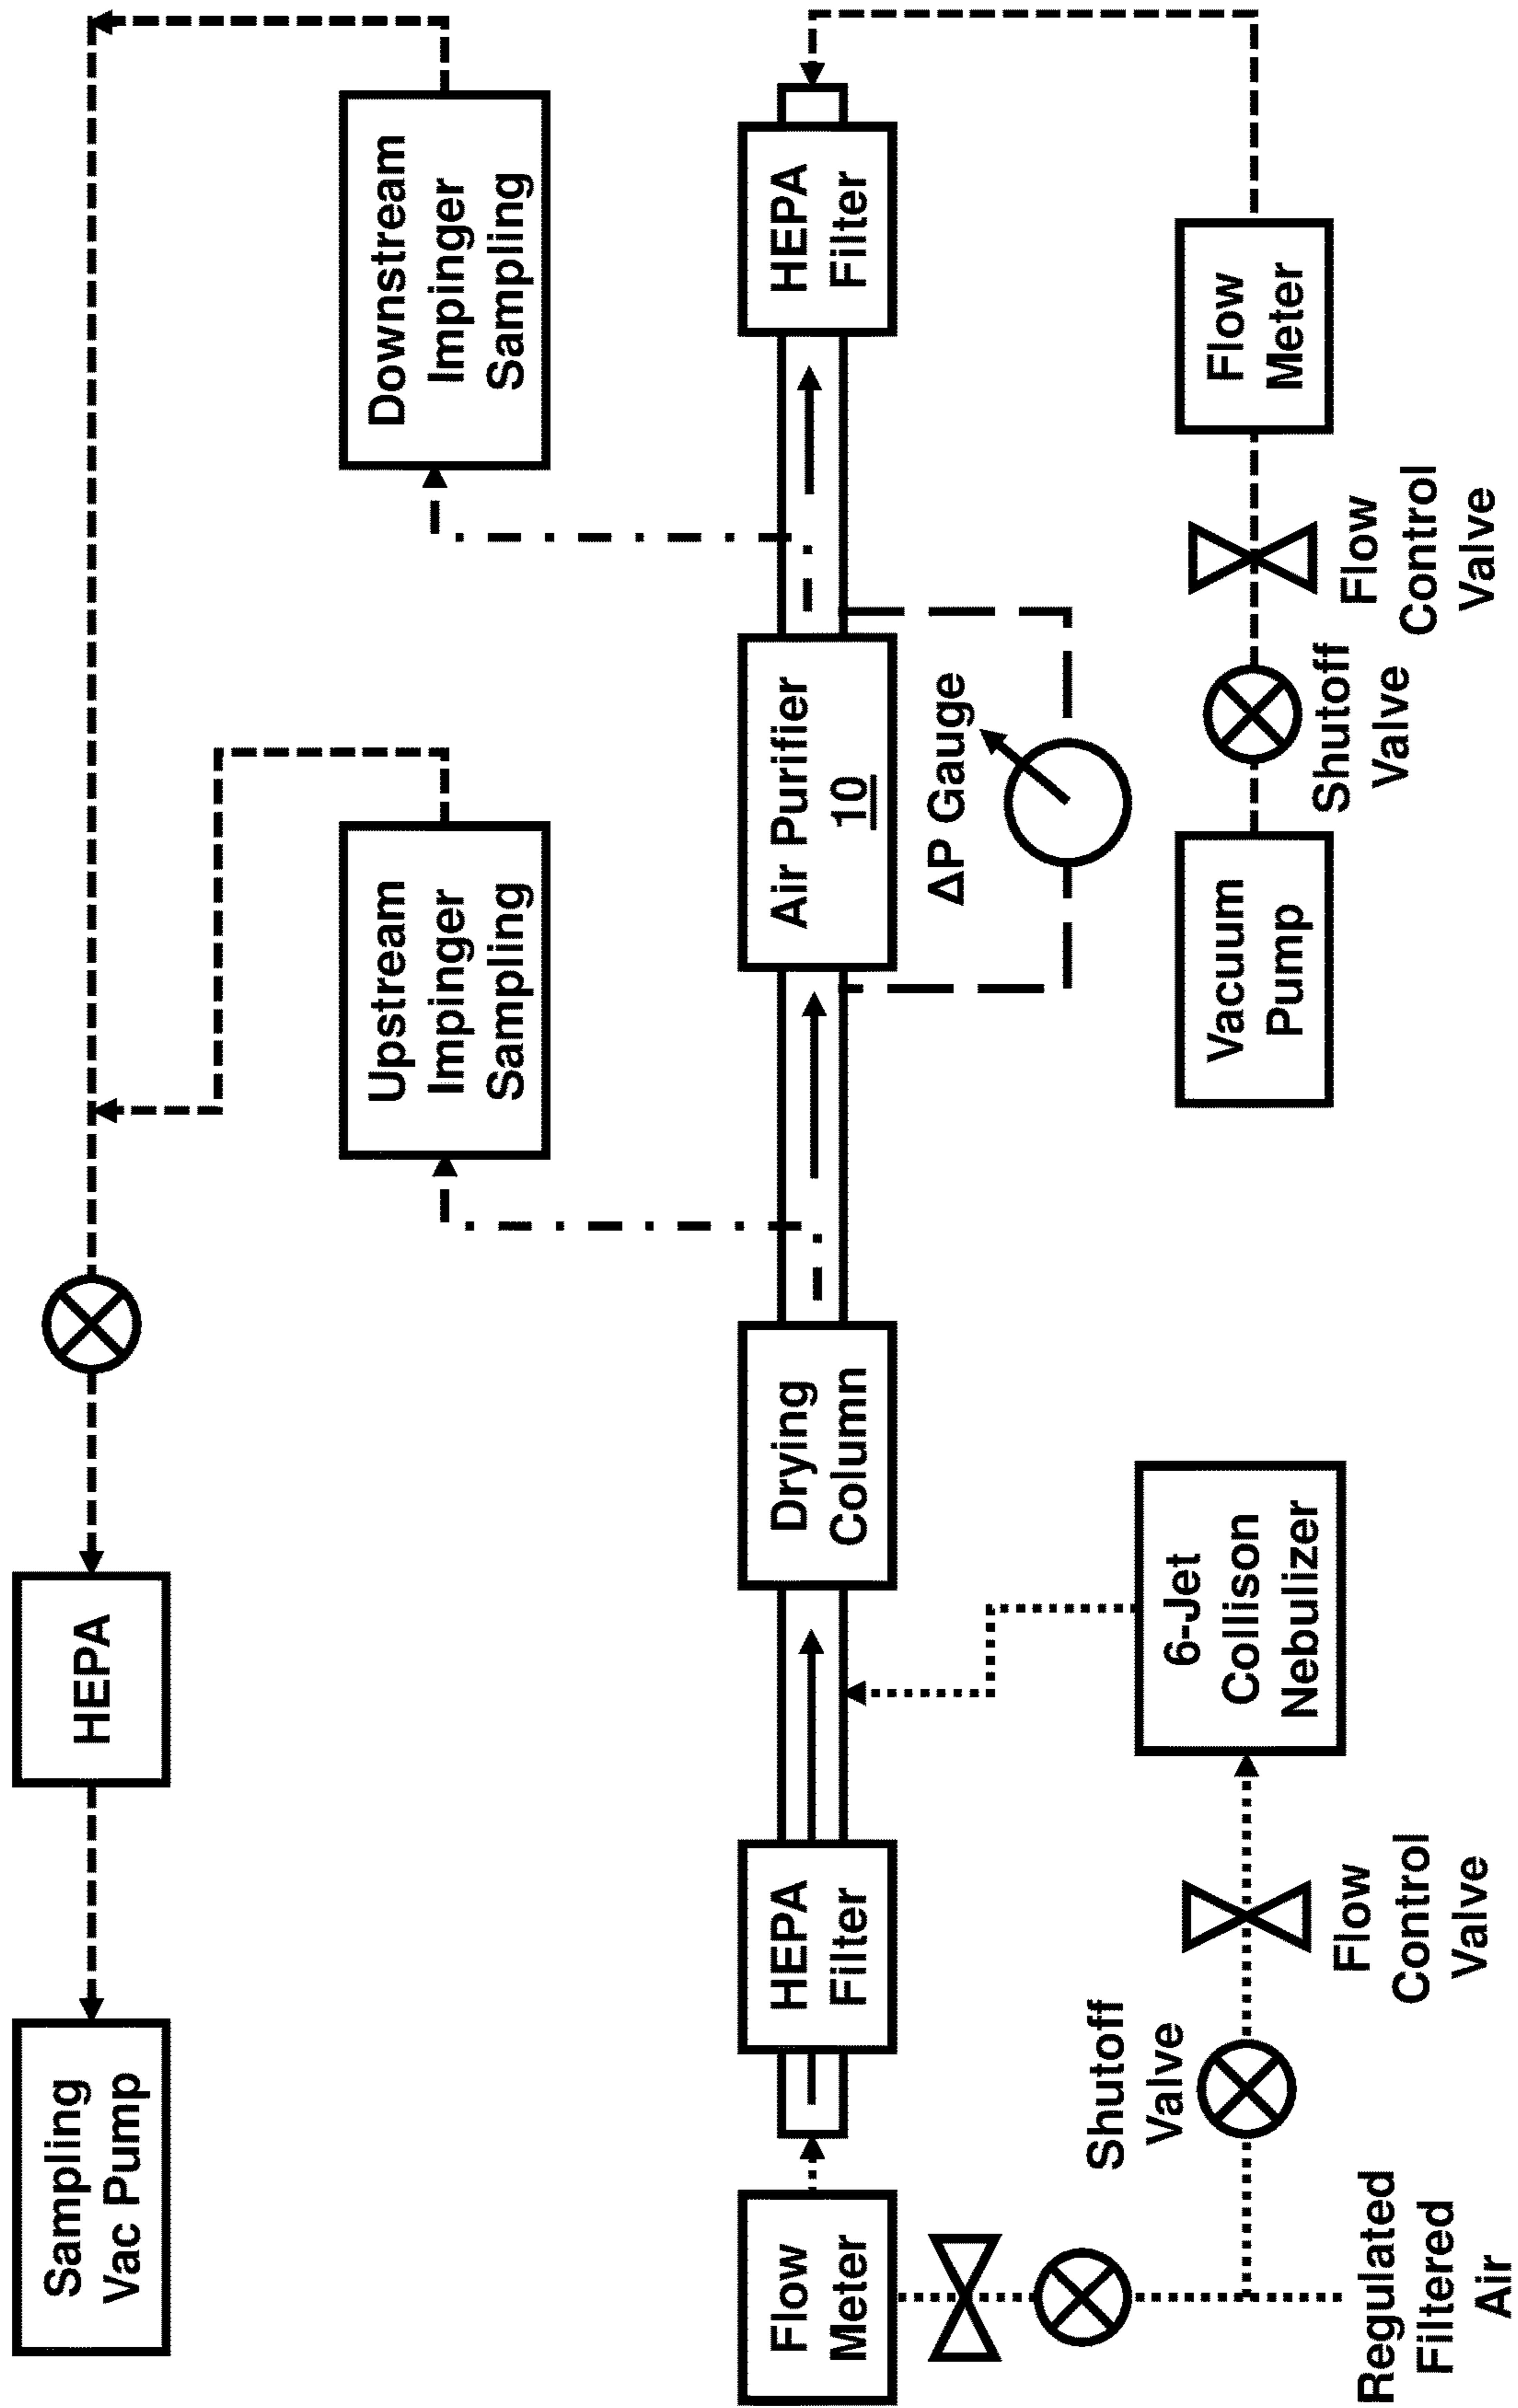 Sampling
Vac Pump
HEPA
Upstream
Impinger
Sampling
Downstream
Impinger
Sampling
Flow
Meter
HEPA
Filter
Drying
Column
Air Purifier
10
HEPA
Filter
ΔP Gauge
Regulated
Filtered
Air
Shutoff
Valve
Flow
Control
Valve
6-Jet
Collison
Nebulizer
Vacuum
Pump
Shutoff
Valve
Flow
Control
Valve
Flow
Meter